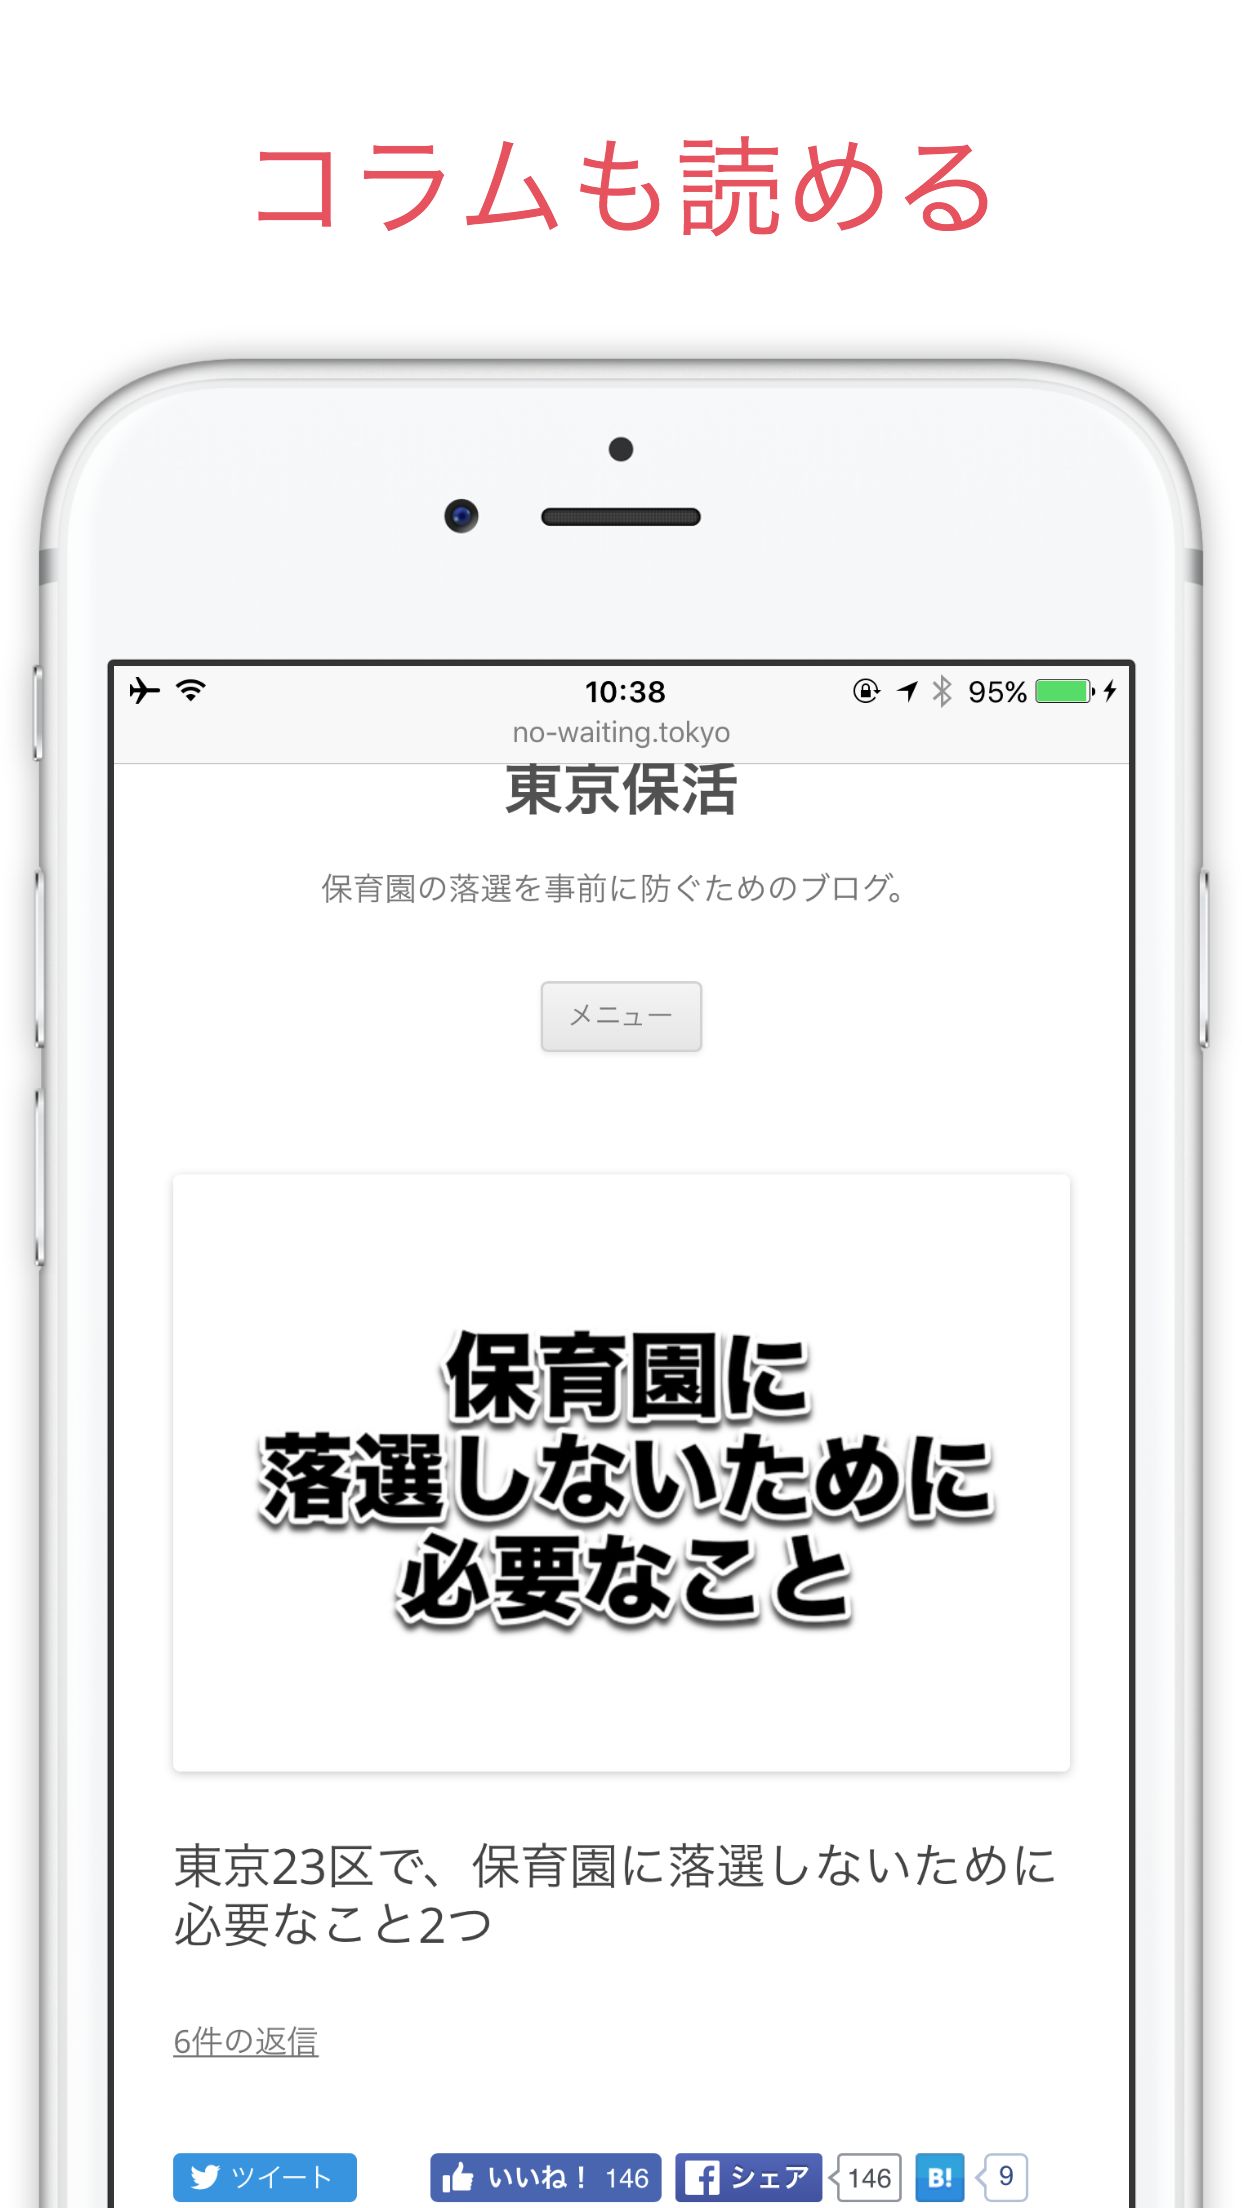 コラムも読める
10:38
95%
no-waiting.tokyo
東京保活
保育園の落選を事前に防ぐためのブログ。
メニュー
保育園に
落選しないために
必要なこと
東京23区で、保育園に落選しないために
必要なこと2つ
6件の返信
ツイート いいね！ 146 シェア 146 B! 9